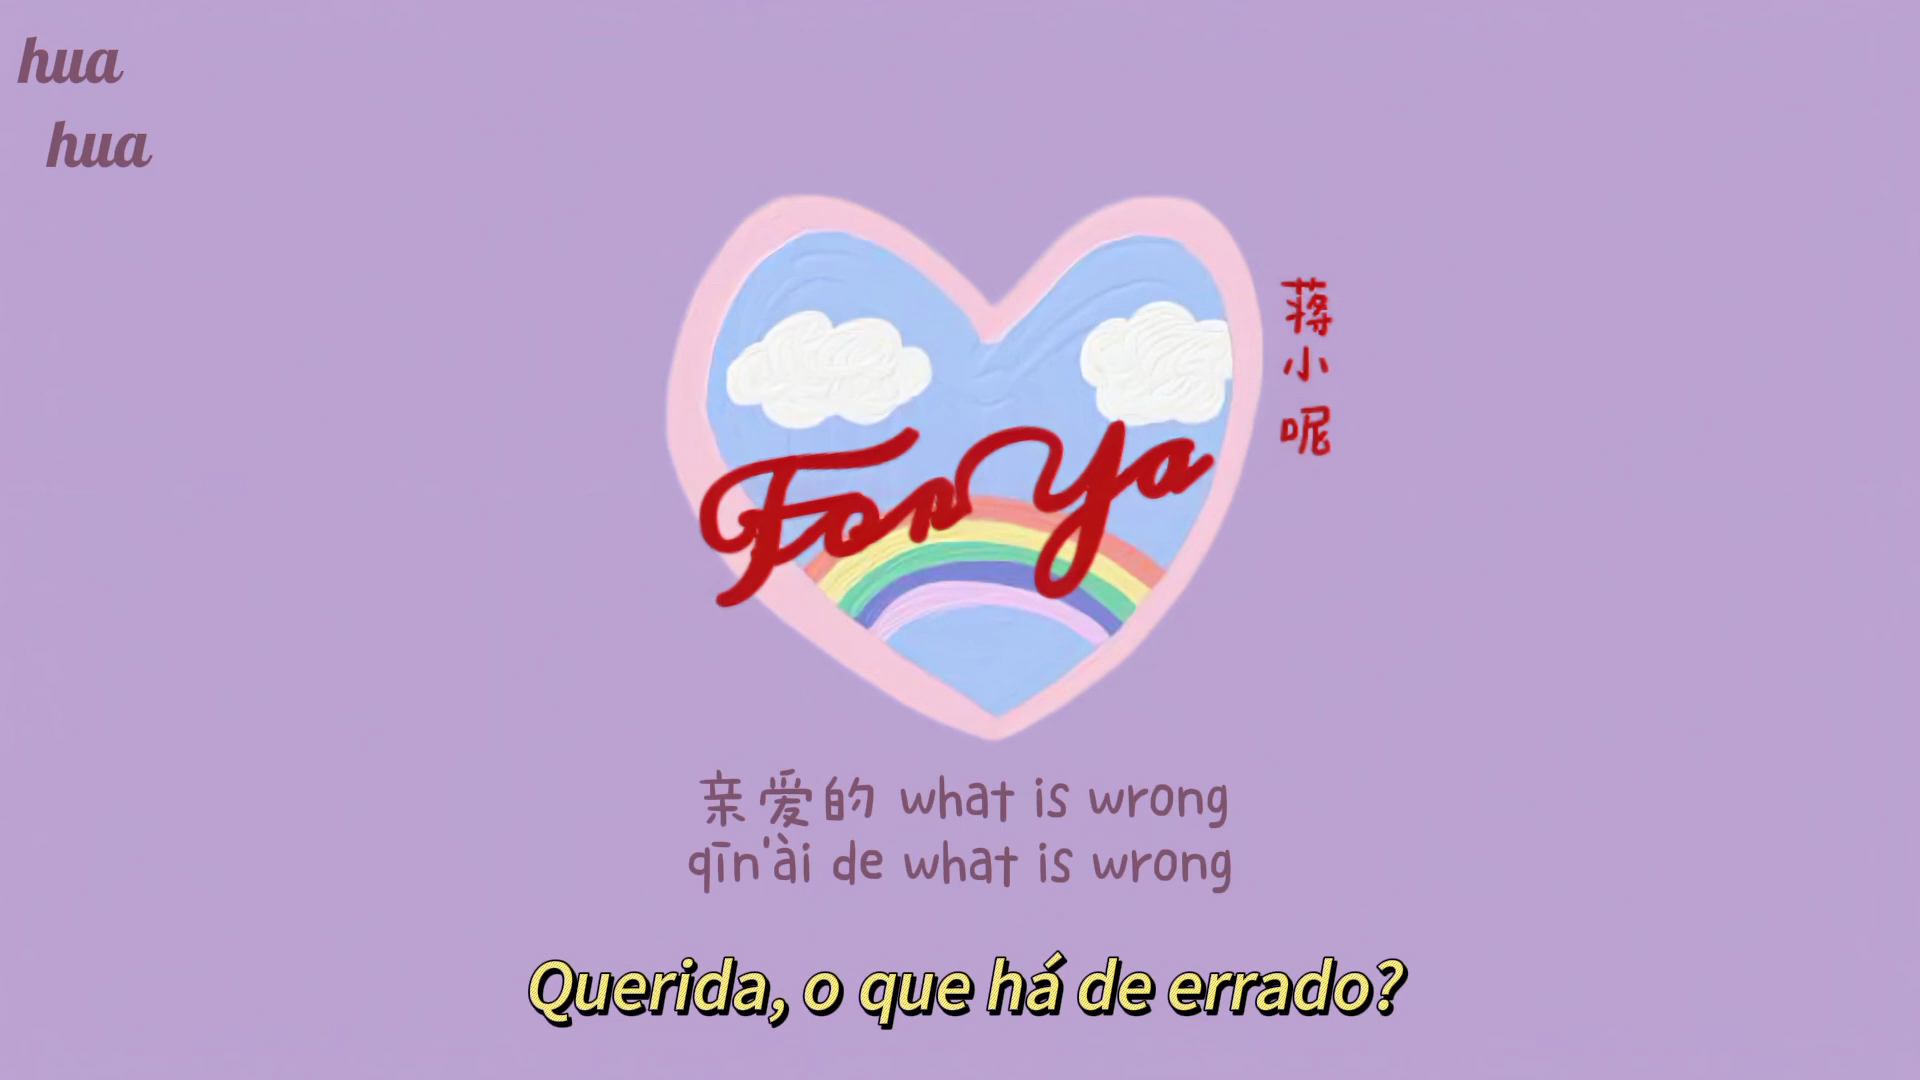 hua
hua
For Ya
蒋小呢
亲爱的 what is wrong
qīn'ài de what is wrong
Querida, o que há de errado?